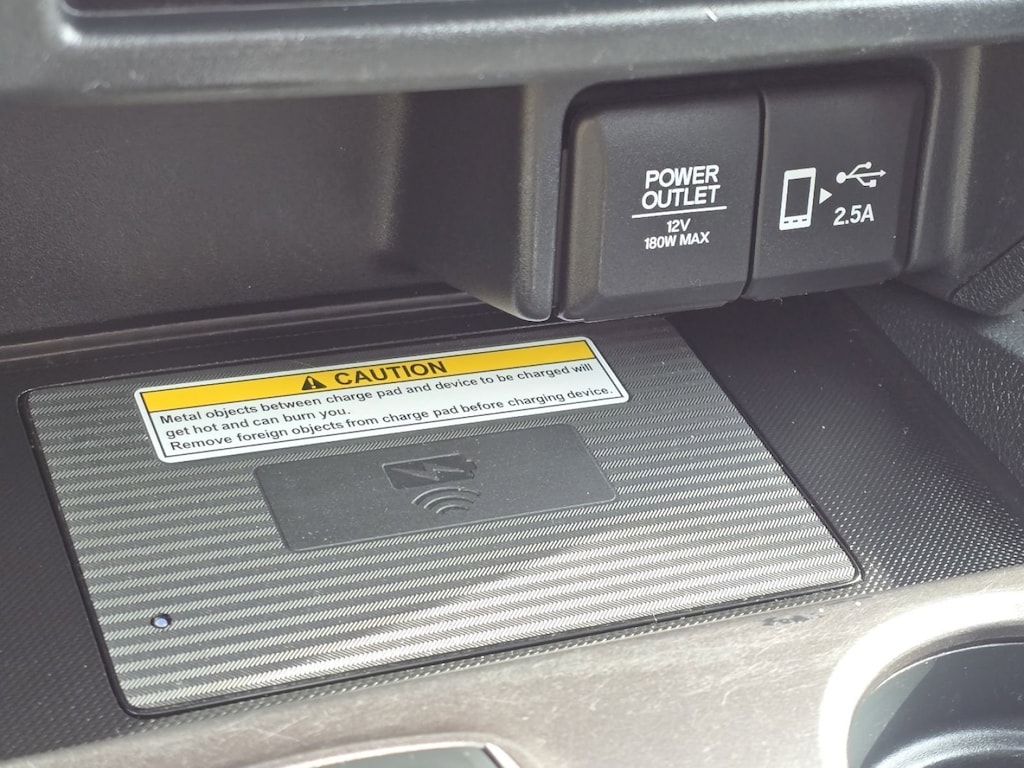 POWER
OUTLET
12V
180W MAX
2.5A
CAUTION
Metal objects between charge pad and device to be charged will
get hot and can burn you.
Remove foreign objects from charge pad before charging device.